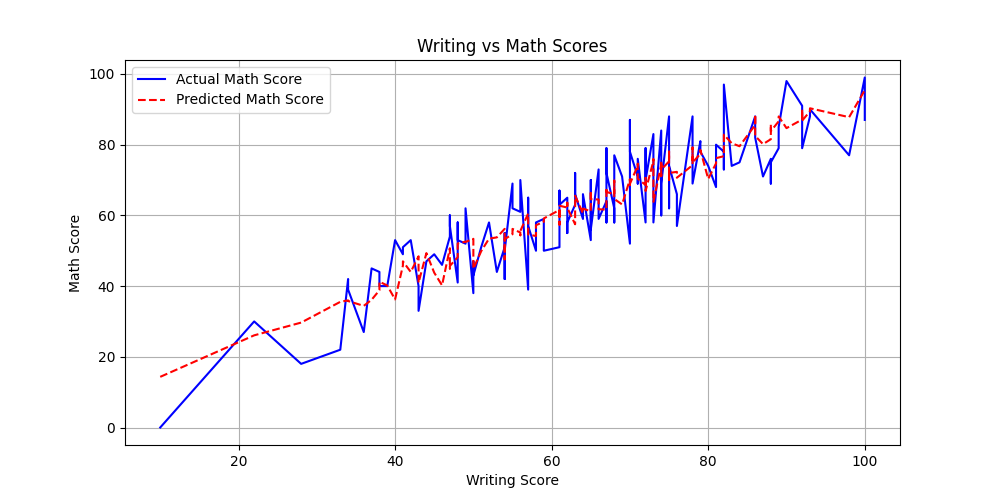 Writing vs Math Scores
Actual Math Score
Predicted Math Score
100
80
60
40
20
0
Math Score
20 40 60 80 100
Writing Score